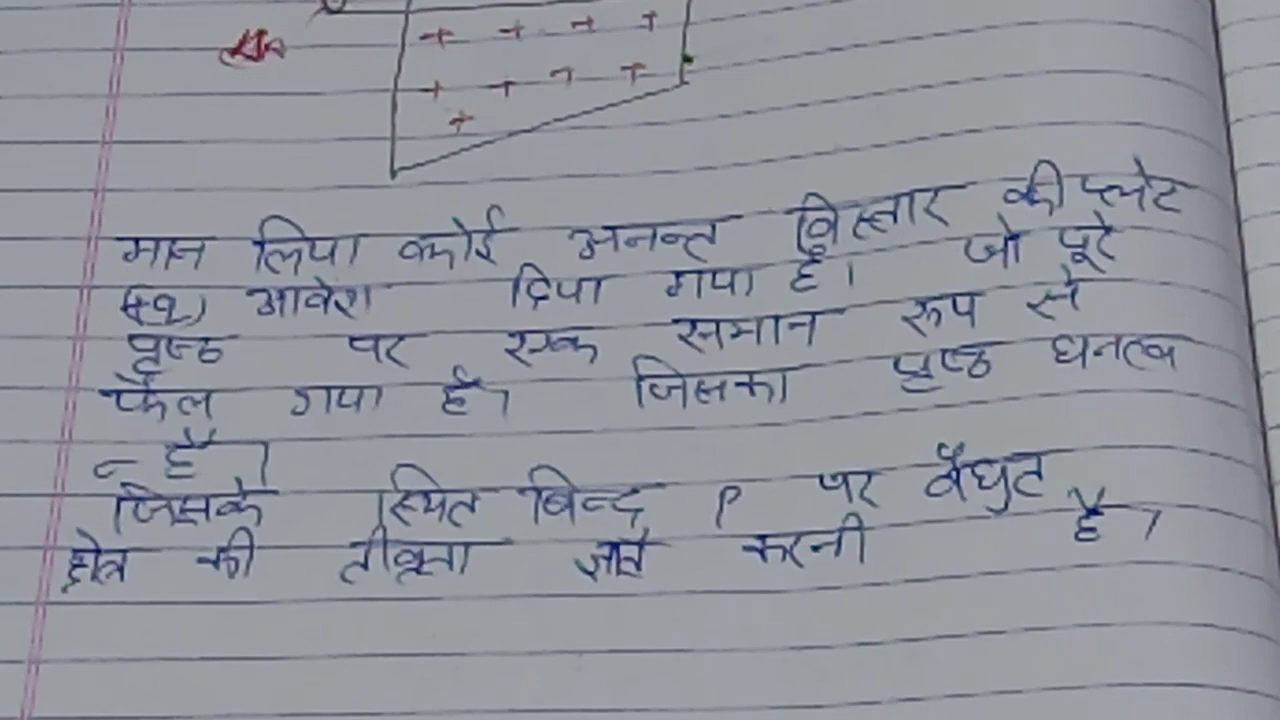 + + + +
+ + + +
+
मान लिया कोई अनन्त विस्तार की प्लेट
(+q) आवेश दिया गया है। जो पूरे
पृष्ठ पर एक समान रूप से
फैल गया है। जिसका पृष्ठ घनत्व
σ है।
जिसके स्थित बिन्दु P पर वैधुत
क्षेत्र की तीव्रता ज्ञात करनी है।